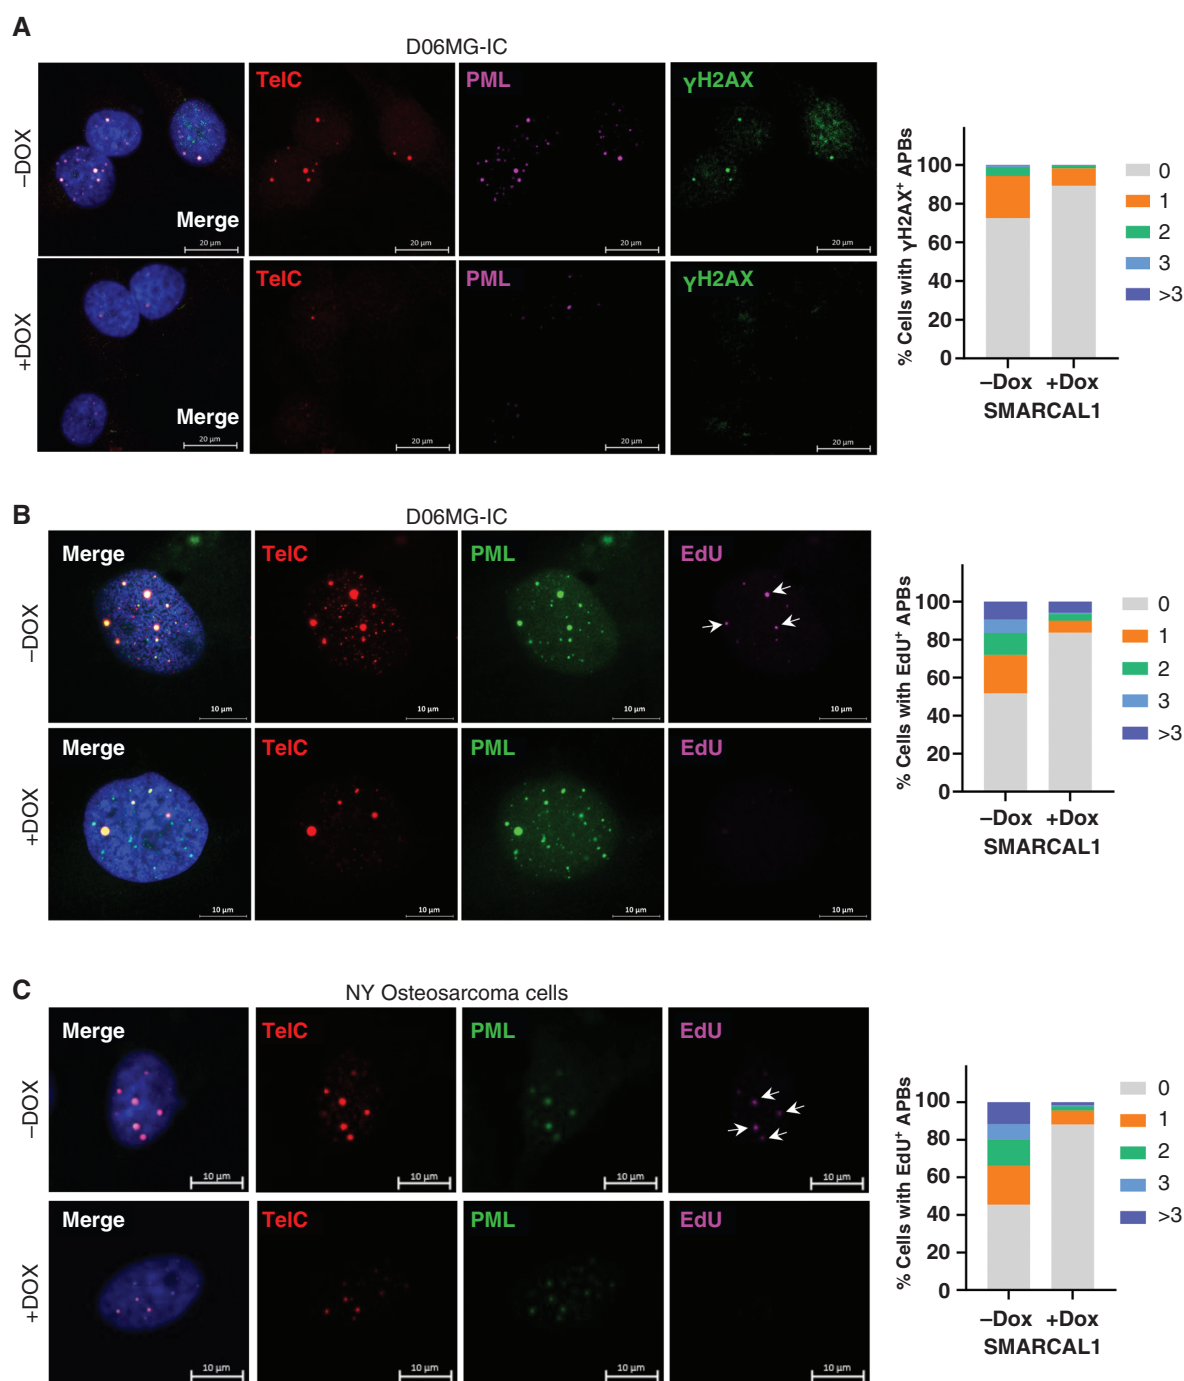 A
D06MG-IC
–DOX
Merge
20 µm
TelC
20 µm
PML
20 µm
γH2AX
20 µm
+DOX
Merge
20 µm
TelC
20 µm
PML
20 µm
γH2AX
20 µm
% Cells with γH2AX+ APBs
100
80
60
40
20
0
–Dox +Dox
SMARCAL1
0
1
2
3
>3
B
D06MG-IC
–DOX
Merge
10 µm
TelC
10 µm
PML
10 µm
EdU
10 µm
+DOX
Merge
10 µm
TelC
10 µm
PML
10 µm
EdU
10 µm
% Cells with EdU+ APBs
100
80
60
40
20
0
–Dox +Dox
SMARCAL1
0
1
2
3
>3
C
NY Osteosarcoma cells
–DOX
Merge
10 µm
TelC
10 µm
PML
10 µm
EdU
10 µm
+DOX
Merge
10 µm
TelC
10 µm
PML
10 µm
EdU
10 µm
% Cells with EdU+ APBs
100
80
60
40
20
0
–Dox +Dox
SMARCAL1
0
1
2
3
>3